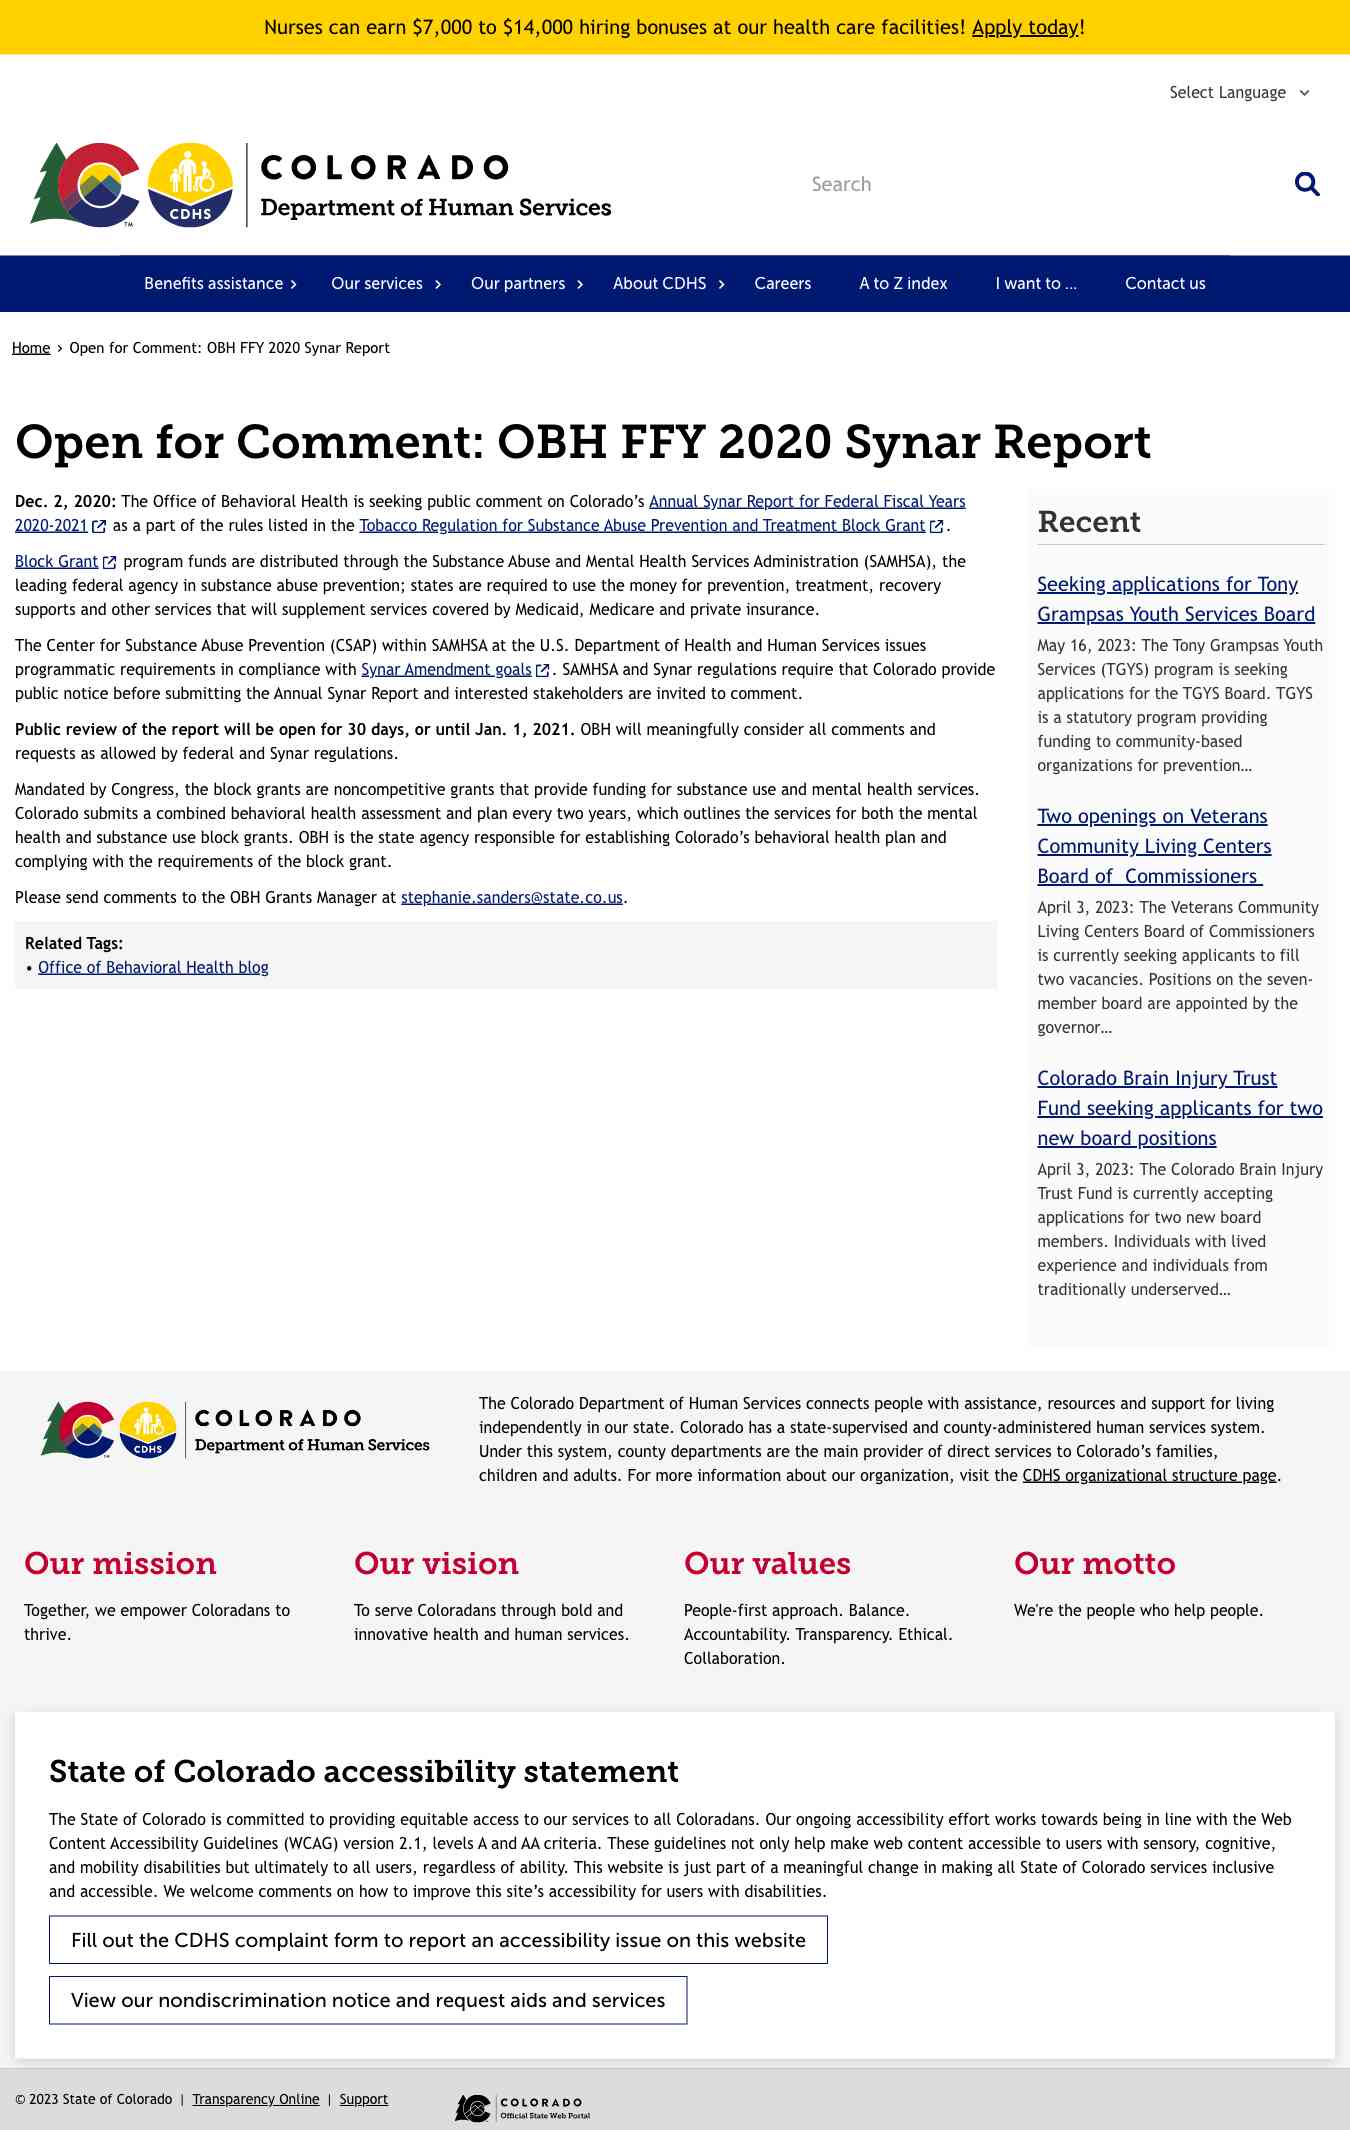 Nurses can earn $7,000 to $14,000 hiring bonuses at our health care facilities! Apply today!
Select Language
CDHS
TM
COLORADO
Department of Human Services
Search
Benefits assistance
Our services
Our partners
About CDHS
Careers
A to Z index
I want to ...
Contact us
Home › Open for Comment: OBH FFY 2020 Synar Report
Open for Comment: OBH FFY 2020 Synar Report
Dec. 2, 2020: The Office of Behavioral Health is seeking public comment on Colorado’s Annual Synar Report for Federal Fiscal Years
2020-2021 as a part of the rules listed in the Tobacco Regulation for Substance Abuse Prevention and Treatment Block Grant .
Block Grant program funds are distributed through the Substance Abuse and Mental Health Services Administration (SAMHSA), the
leading federal agency in substance abuse prevention; states are required to use the money for prevention, treatment, recovery
supports and other services that will supplement services covered by Medicaid, Medicare and private insurance.
The Center for Substance Abuse Prevention (CSAP) within SAMHSA at the U.S. Department of Health and Human Services issues
programmatic requirements in compliance with Synar Amendment goals . SAMHSA and Synar regulations require that Colorado provide
public notice before submitting the Annual Synar Report and interested stakeholders are invited to comment.
Public review of the report will be open for 30 days, or until Jan. 1, 2021. OBH will meaningfully consider all comments and
requests as allowed by federal and Synar regulations.
Mandated by Congress, the block grants are noncompetitive grants that provide funding for substance use and mental health services.
Colorado submits a combined behavioral health assessment and plan every two years, which outlines the services for both the mental
health and substance use block grants. OBH is the state agency responsible for establishing Colorado’s behavioral health plan and
complying with the requirements of the block grant.
Please send comments to the OBH Grants Manager at stephanie.sanders@state.co.us.
Related Tags:
• Office of Behavioral Health blog
Recent
Seeking applications for Tony
Grampsas Youth Services Board
May 16, 2023: The Tony Grampsas Youth
Services (TGYS) program is seeking
applications for the TGYS Board. TGYS
is a statutory program providing
funding to community-based
organizations for prevention…
Two openings on Veterans
Community Living Centers
Board of  Commissioners
April 3, 2023: The Veterans Community
Living Centers Board of Commissioners
is currently seeking applicants to fill
two vacancies. Positions on the seven-
member board are appointed by the
governor…
Colorado Brain Injury Trust
Fund seeking applicants for two
new board positions
April 3, 2023: The Colorado Brain Injury
Trust Fund is currently accepting
applications for two new board
members. Individuals with lived
experience and individuals from
traditionally underserved…
CDHS
TM
COLORADO
Department of Human Services
The Colorado Department of Human Services connects people with assistance, resources and support for living
independently in our state. Colorado has a state-supervised and county-administered human services system.
Under this system, county departments are the main provider of direct services to Colorado’s families,
children and adults. For more information about our organization, visit the CDHS organizational structure page.
Our mission
Together, we empower Coloradans to
thrive.
Our vision
To serve Coloradans through bold and
innovative health and human services.
Our values
People-first approach. Balance.
Accountability. Transparency. Ethical.
Collaboration.
Our motto
We're the people who help people.
State of Colorado accessibility statement
The State of Colorado is committed to providing equitable access to our services to all Coloradans. Our ongoing accessibility effort works towards being in line with the Web
Content Accessibility Guidelines (WCAG) version 2.1, levels A and AA criteria. These guidelines not only help make web content accessible to users with sensory, cognitive,
and mobility disabilities but ultimately to all users, regardless of ability. This website is just part of a meaningful change in making all State of Colorado services inclusive
and accessible. We welcome comments on how to improve this site’s accessibility for users with disabilities.
Fill out the CDHS complaint form to report an accessibility issue on this website
View our nondiscrimination notice and request aids and services
© 2023 State of Colorado | Transparency Online | Support
COLORADO
Official State Web Portal